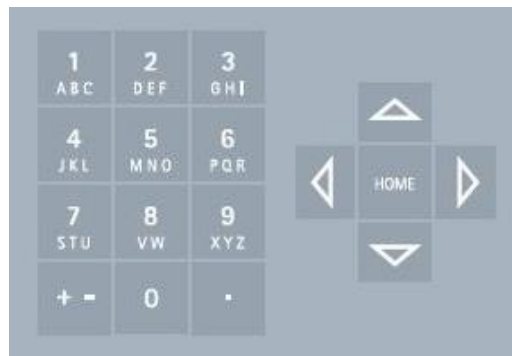 1 2 3
ABC DEF GHI
4 5 6
JKL MNO PQR
HOME
7 8 9
STU VW XYZ
+ - 0 .